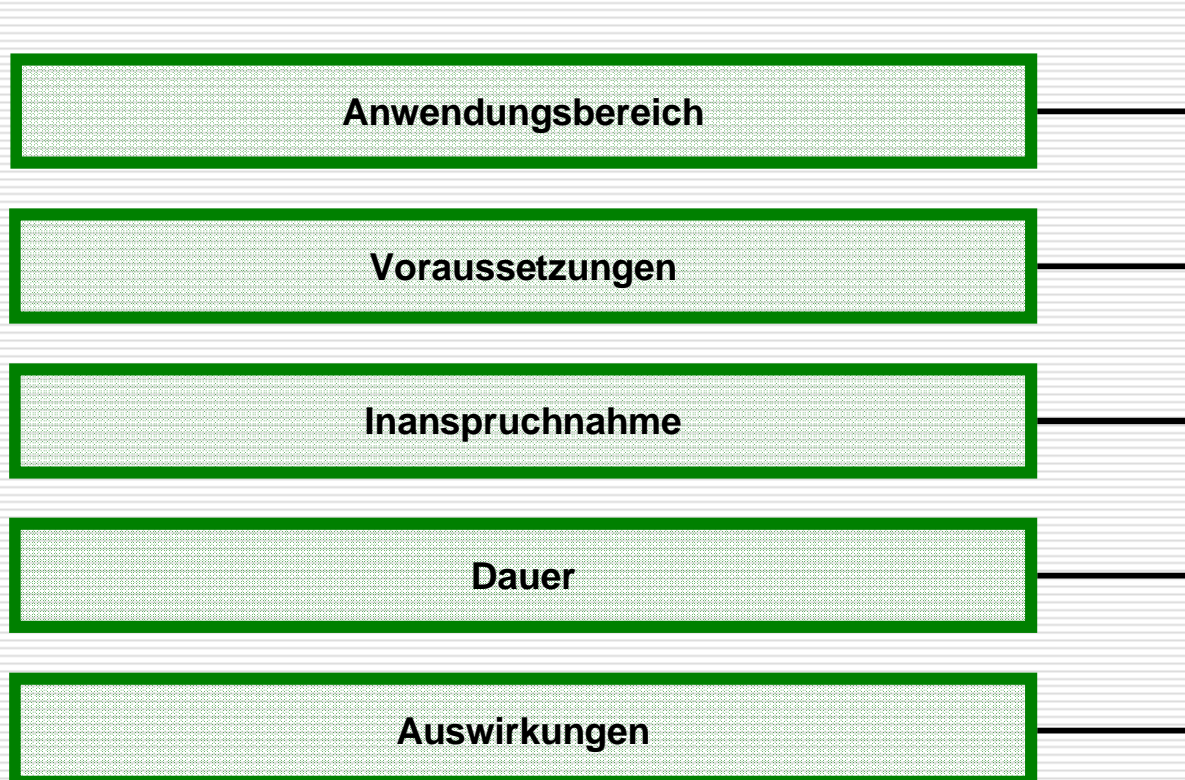 Anwendungsbereich
Voraussetzungen
Inanspruchnahme
Dauer
Auswirkungen